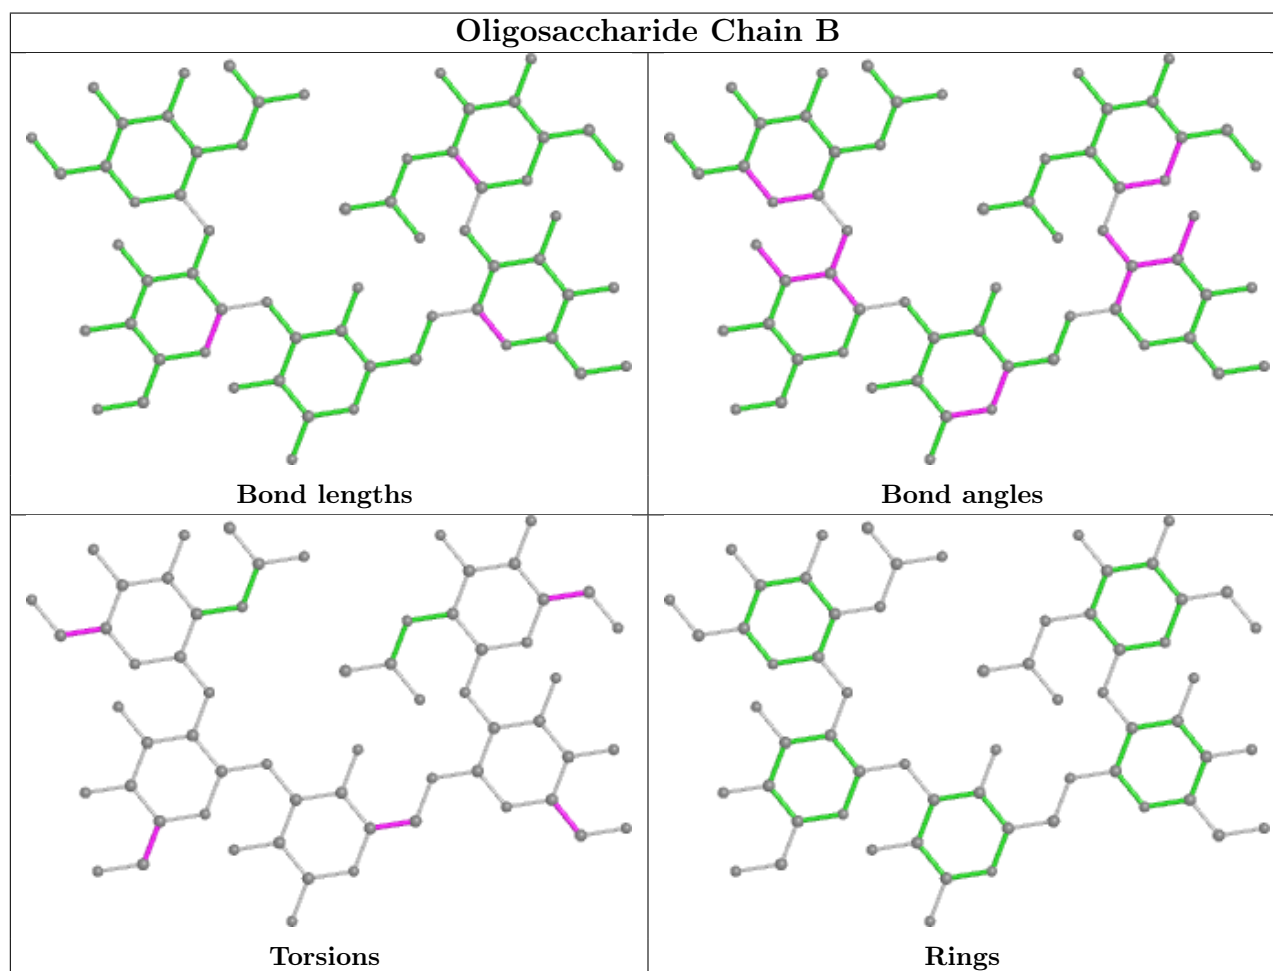 Oligosaccharide Chain B
Bond lengths
Bond angles
Torsions
Rings